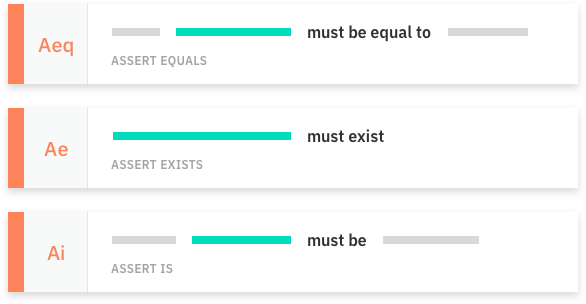 Aeq
must be equal to
ASSERT EQUALS
Ae
must exist
ASSERT EXISTS
Ai
must be
ASSERT IS